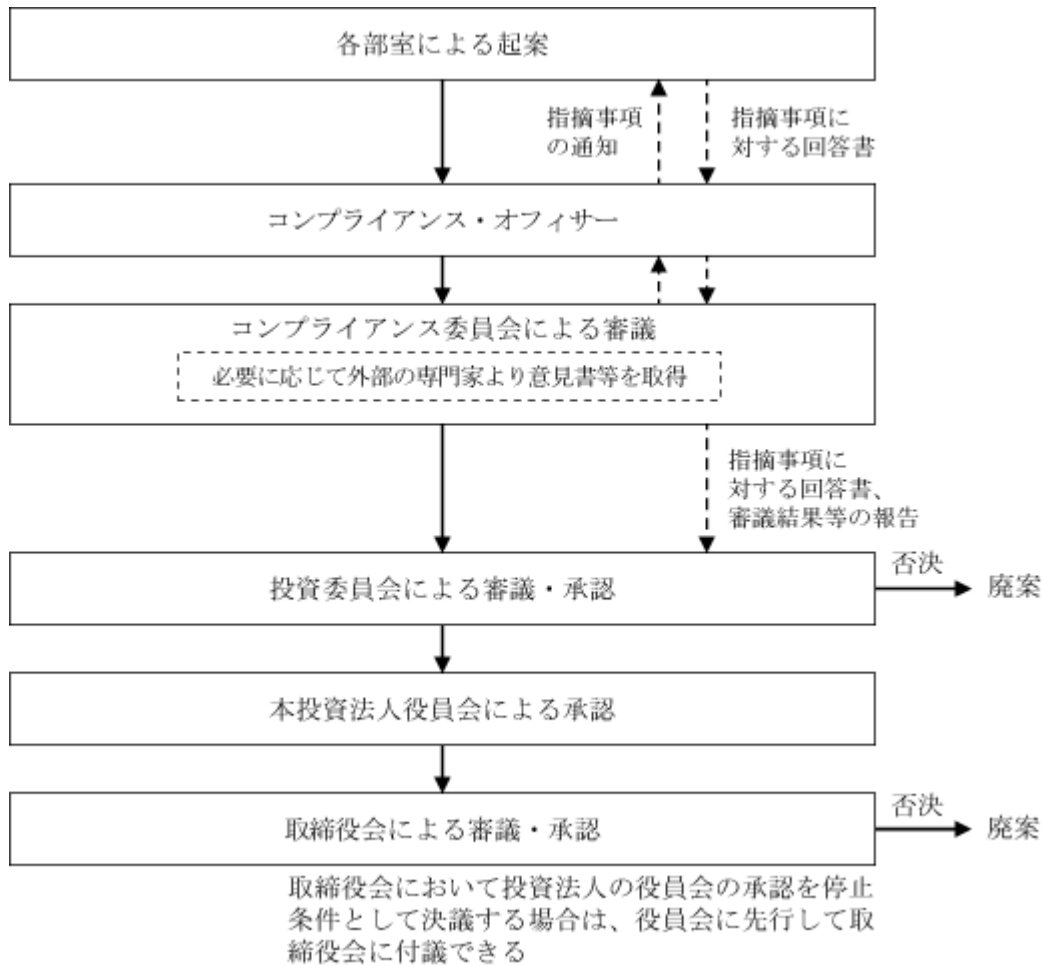 各部室による起案
指摘事項
の通知
指摘事項に
対する回答書
コンプライアンス・オフィサー
コンプライアンス委員会による審議
必要に応じて外部の専門家より意見書等を取得
指摘事項に
対する回答書、
審議結果等の報告
投資委員会による審議・承認
否決
廃案
本投資法人役員会による承認
取締役会による審議・承認
否決
廃案
取締役会において投資法人の役員会の承認を停止
条件として決議する場合は、役員会に先行して取
締役会に付議できる